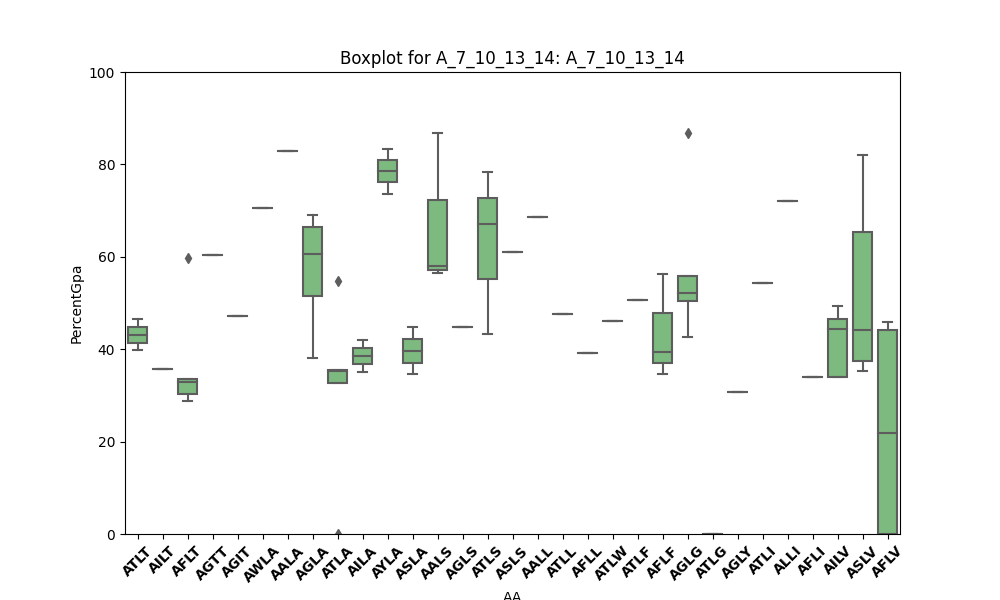 Boxplot for A_7_10_13_14: A_7_10_13_14
100
80
60
40
20
0
PercentGpa
ATLT
AILT
AFLT
AGTT
AGIT
AWLA
AALA
AGLA
ATLA
AILA
AYLA
ASLA
AALS
AGLS
ATLS
ASLS
AALL
ATLL
AFLL
ATLW
ATLF
AFLF
AGLG
ATLG
AGLY
ATLI
ALLI
AFLI
AILV
ASLV
AFLV
AA